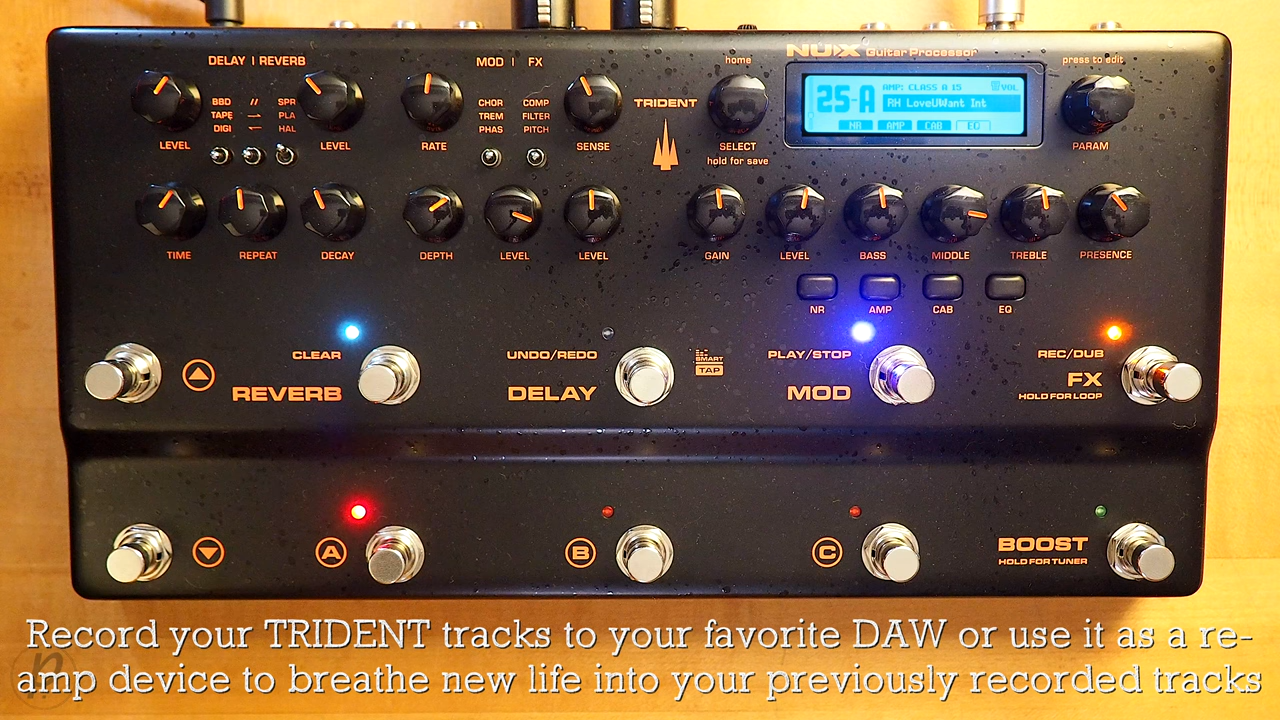 NUX Guitar Processor
DELAY | REVERB
MOD | FX
home
press to edit
AMP: CLASS A 15
VOL
25-A
RH LoveUWant Int
NR AMP CAB EQ
BBD // SPR
TAPE PLA
DIGI HAL
CHOR COMP
TREM FILTER
PHAS PITCH
TRIDENT
LEVEL LEVEL RATE SENSE SELECT PARAM
hold for save
TIME REPEAT DECAY DEPTH LEVEL LEVEL GAIN LEVEL BASS MIDDLE TREBLE PRESENCE
NR AMP CAB EQ
CLEAR UNDO/REDO SMART PLAY/STOP REC/DUB
TAP
REVERB DELAY MOD FX
HOLD FOR LOOP
A B C BOOST
HOLD FOR TUNER
Record your TRIDENT tracks to your favorite DAW or use it as a re-
amp device to breathe new life into your previously recorded tracks